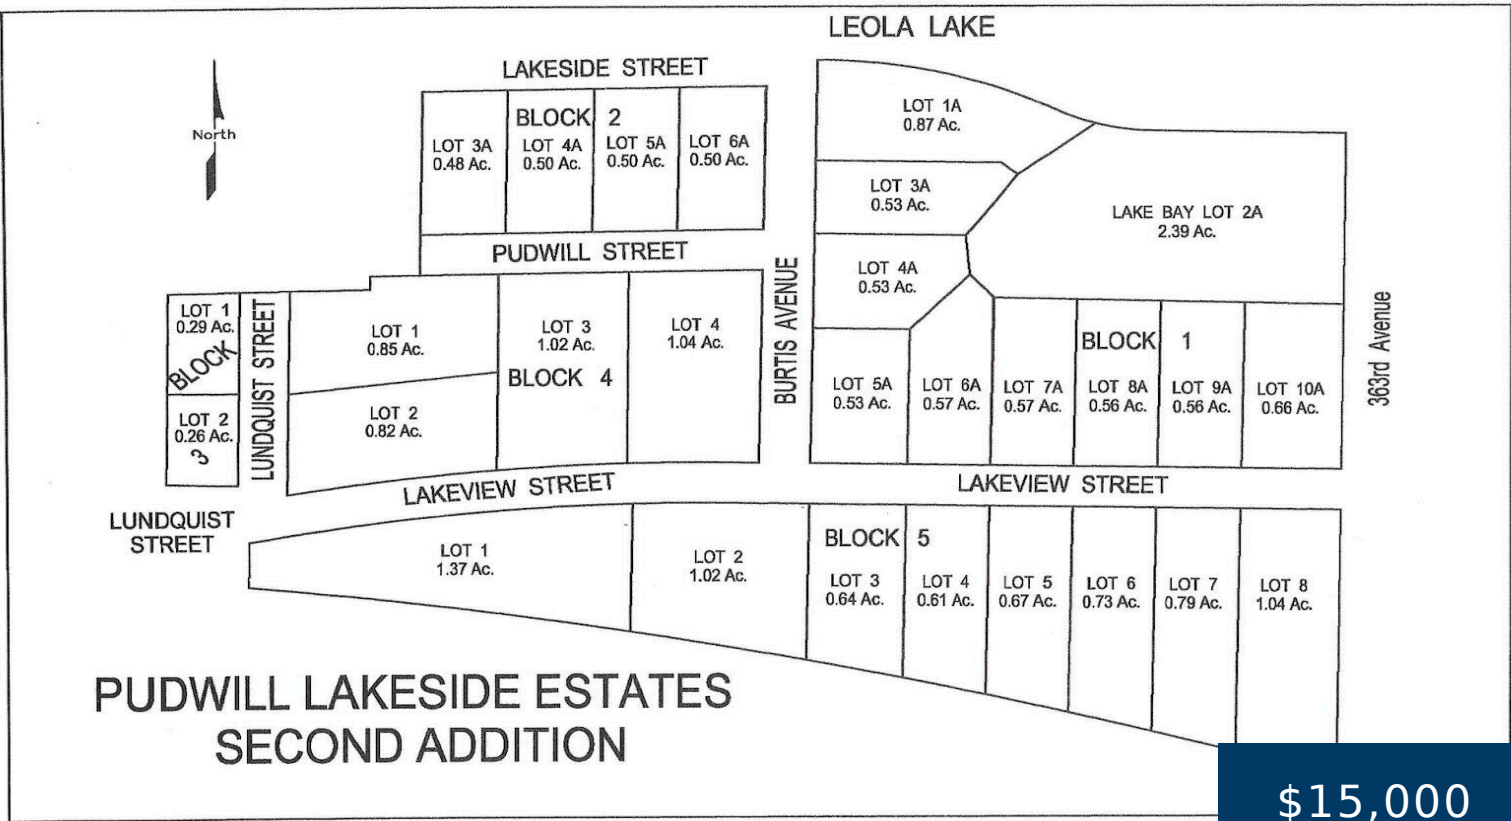 LEOLA LAKE
LAKESIDE STREET
North
BLOCK 2
LOT 3A
0.48 Ac.
LOT 4A
0.50 Ac.
LOT 5A
0.50 Ac.
LOT 6A
0.50 Ac.
LOT 1A
0.87 Ac.
LOT 3A
0.53 Ac.
LAKE BAY LOT 2A
2.39 Ac.
PUDWILL STREET
LOT 4A
0.53 Ac.
BURTIS AVENUE
363rd Avenue
LOT 1
0.29 Ac.
BLOCK
LOT 2
0.26 Ac.
3
LUNDQUIST STREET
LOT 1
0.85 Ac.
LOT 2
0.82 Ac.
LOT 3
1.02 Ac.
BLOCK 4
LOT 4
1.04 Ac.
BLOCK 1
LOT 5A
0.53 Ac.
LOT 6A
0.57 Ac.
LOT 7A
0.57 Ac.
LOT 8A
0.56 Ac.
LOT 9A
0.56 Ac.
LOT 10A
0.66 Ac.
LAKEVIEW STREET
LAKEVIEW STREET
LUNDQUIST
STREET
LOT 1
1.37 Ac.
LOT 2
1.02 Ac.
BLOCK 5
LOT 3
0.64 Ac.
LOT 4
0.61 Ac.
LOT 5
0.67 Ac.
LOT 6
0.73 Ac.
LOT 7
0.79 Ac.
LOT 8
1.04 Ac.
PUDWILL LAKESIDE ESTATES
SECOND ADDITION
$15,000